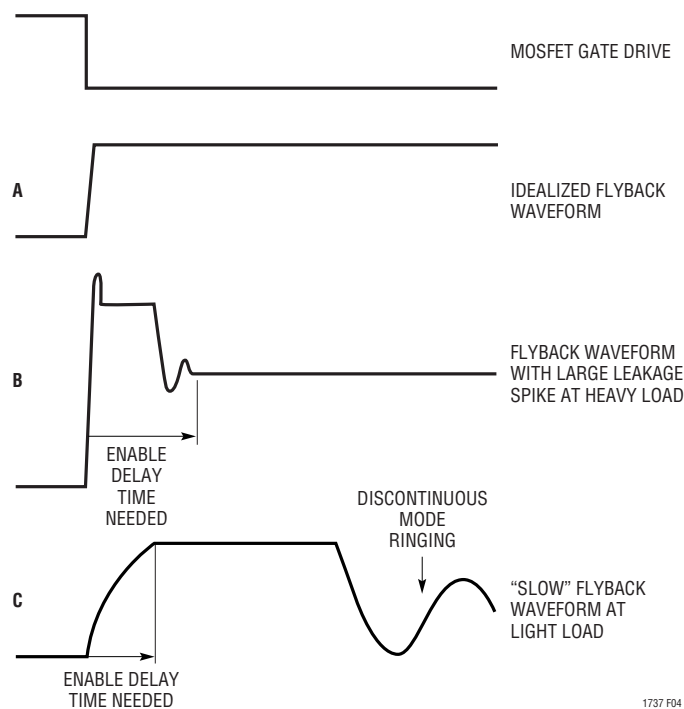 MOSFET GATE DRIVE
A
IDEALIZED FLYBACK
WAVEFORM
B
FLYBACK WAVEFORM
WITH LARGE LEAKAGE
SPIKE AT HEAVY LOAD
ENABLE
DELAY
TIME
NEEDED
DISCONTINUOUS
MODE
RINGING
C
“SLOW” FLYBACK
WAVEFORM AT
LIGHT LOAD
ENABLE DELAY
TIME NEEDED
1737 F04